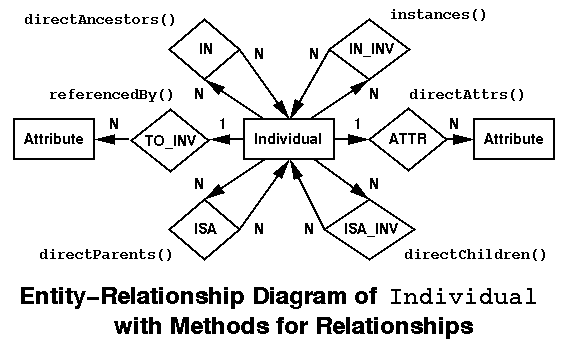 directAncestors()
instances()
IN
N
N
IN_INV
N
N
referencedBy()
directAttrs()
Attribute
N
TO_INV
1
Individual
1
ATTR
N
Attribute
N
N
ISA
N
N
ISA_INV
directParents()
directChildren()
Entity–Relationship Diagram of Individual
with Methods for Relationships